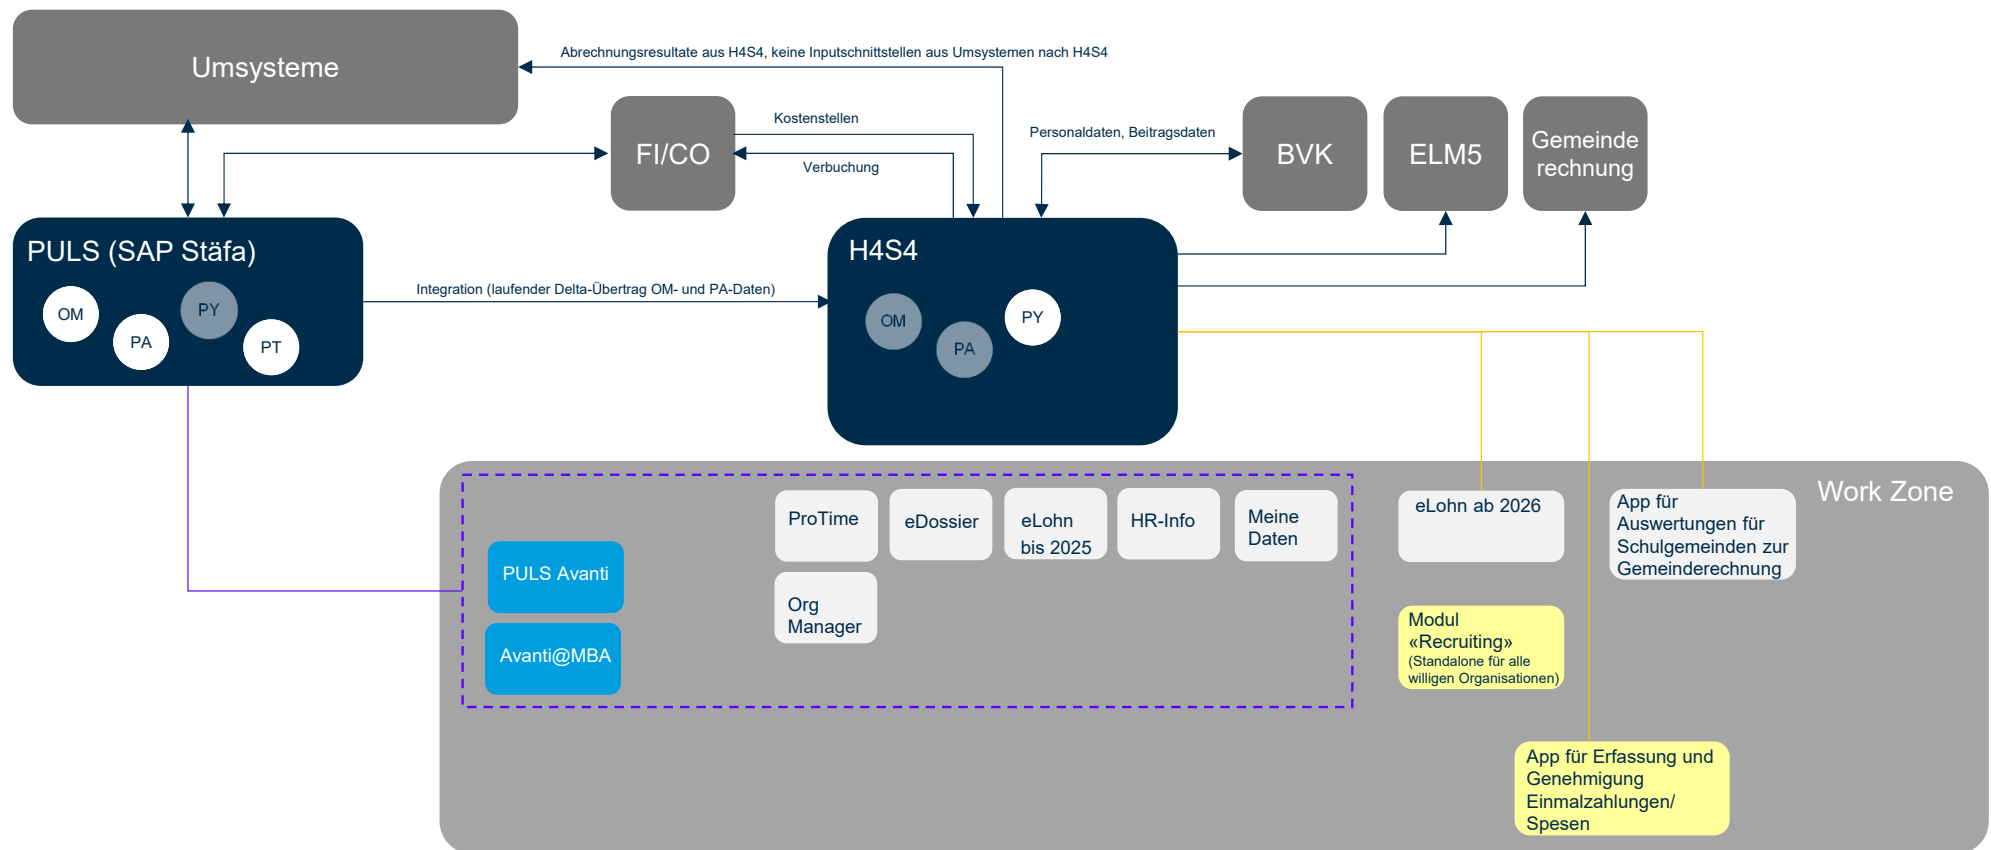 Umsysteme
Abrechnungsresultate aus H4S4, keine Inputschnittstellen aus Umsystemen nach H4S4
FI/CO
Kostenstellen
Verbuchung
Personaldaten, Beitragsdaten
BVK
ELM5
Gemeinde
rechnung
PULS (SAP Stäfa)
OM
PA
PY
PT
Integration (laufender Delta-Übertrag OM- und PA-Daten)
H4S4
OM
PA
PY
Work Zone
PULS Avanti
Avanti@MBA
ProTime
eDossier
eLohn
bis 2025
HR-Info
Meine
Daten
Org
Manager
eLohn ab 2026
App für
Auswertungen für
Schulgemeinden zur
Gemeinderechnung
Modul
«Recruiting»
(Standalone für alle
willigen Organisationen)
App für Erfassung und
Genehmigung
Einmalzahlungen/
Spesen